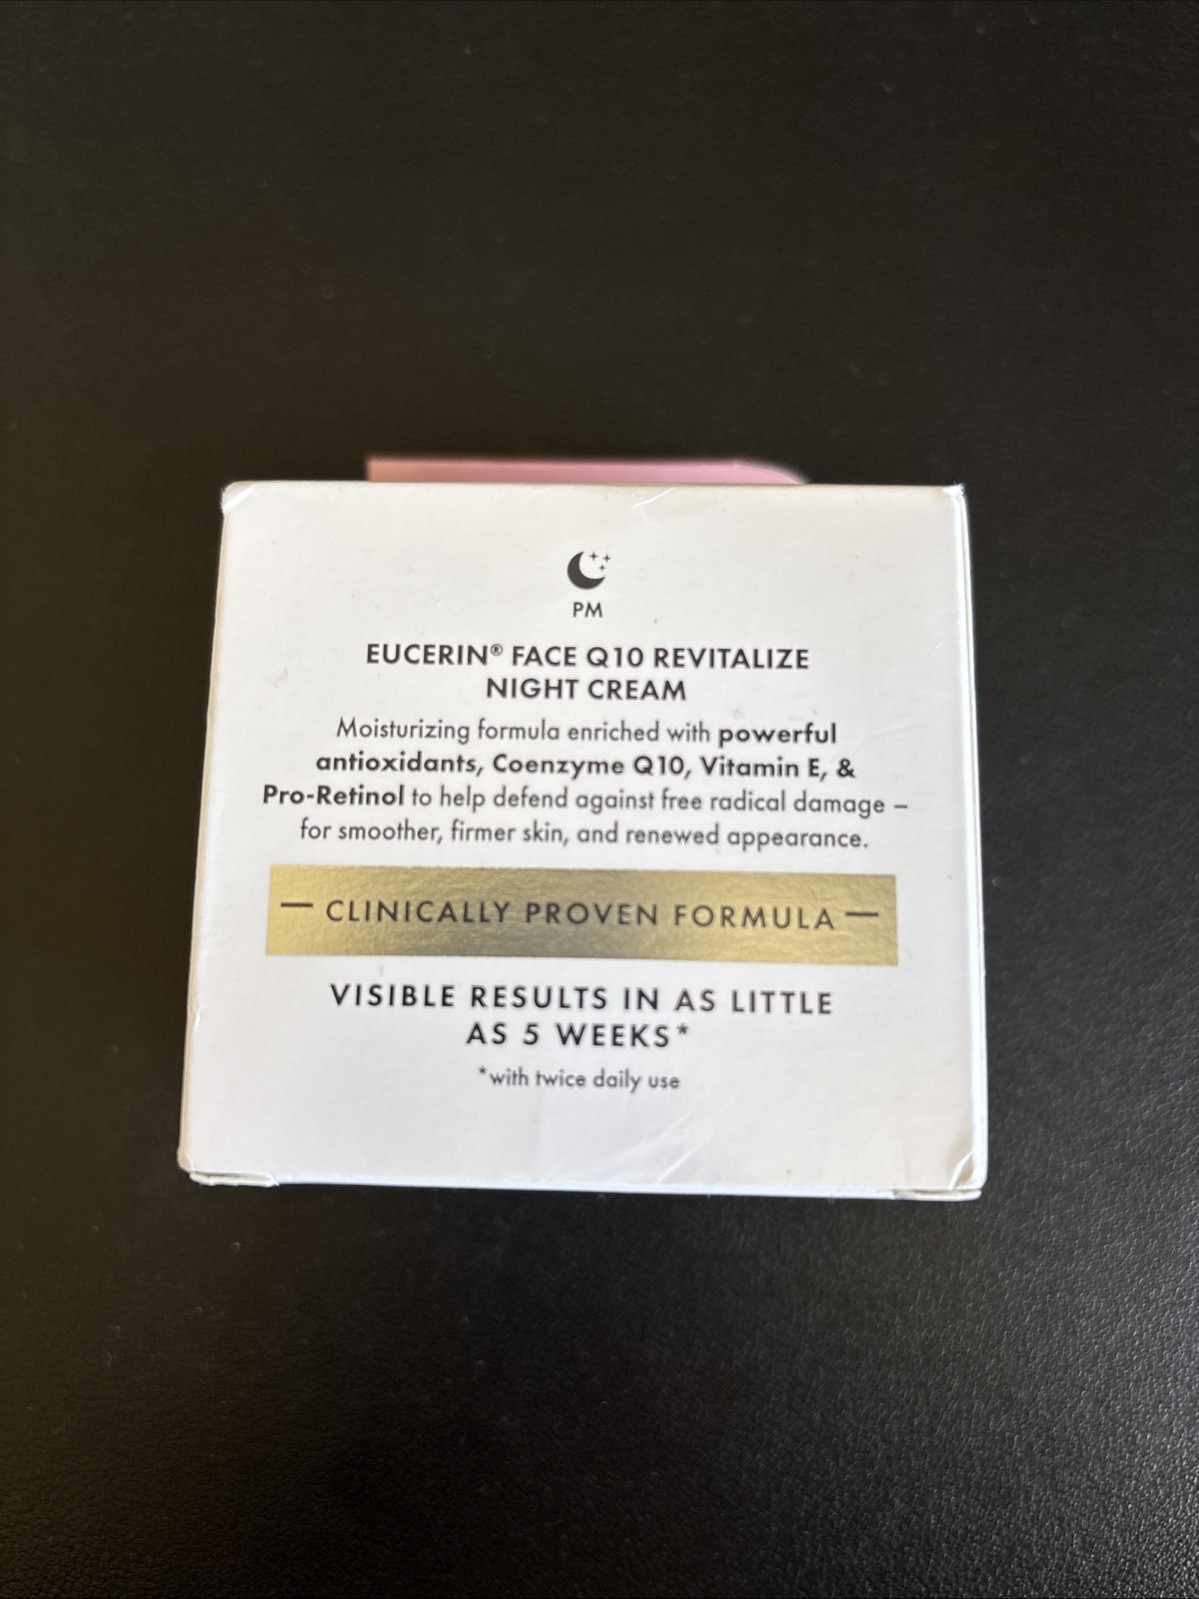 PM
EUCERIN® FACE Q10 REVITALIZE
NIGHT CREAM
Moisturizing formula enriched with powerful
antioxidants, Coenzyme Q10, Vitamin E, &
Pro-Retinol to help defend against free radical damage –
for smoother, firmer skin, and renewed appearance.
— CLINICALLY PROVEN FORMULA —
VISIBLE RESULTS IN AS LITTLE
AS 5 WEEKS*
*with twice daily use